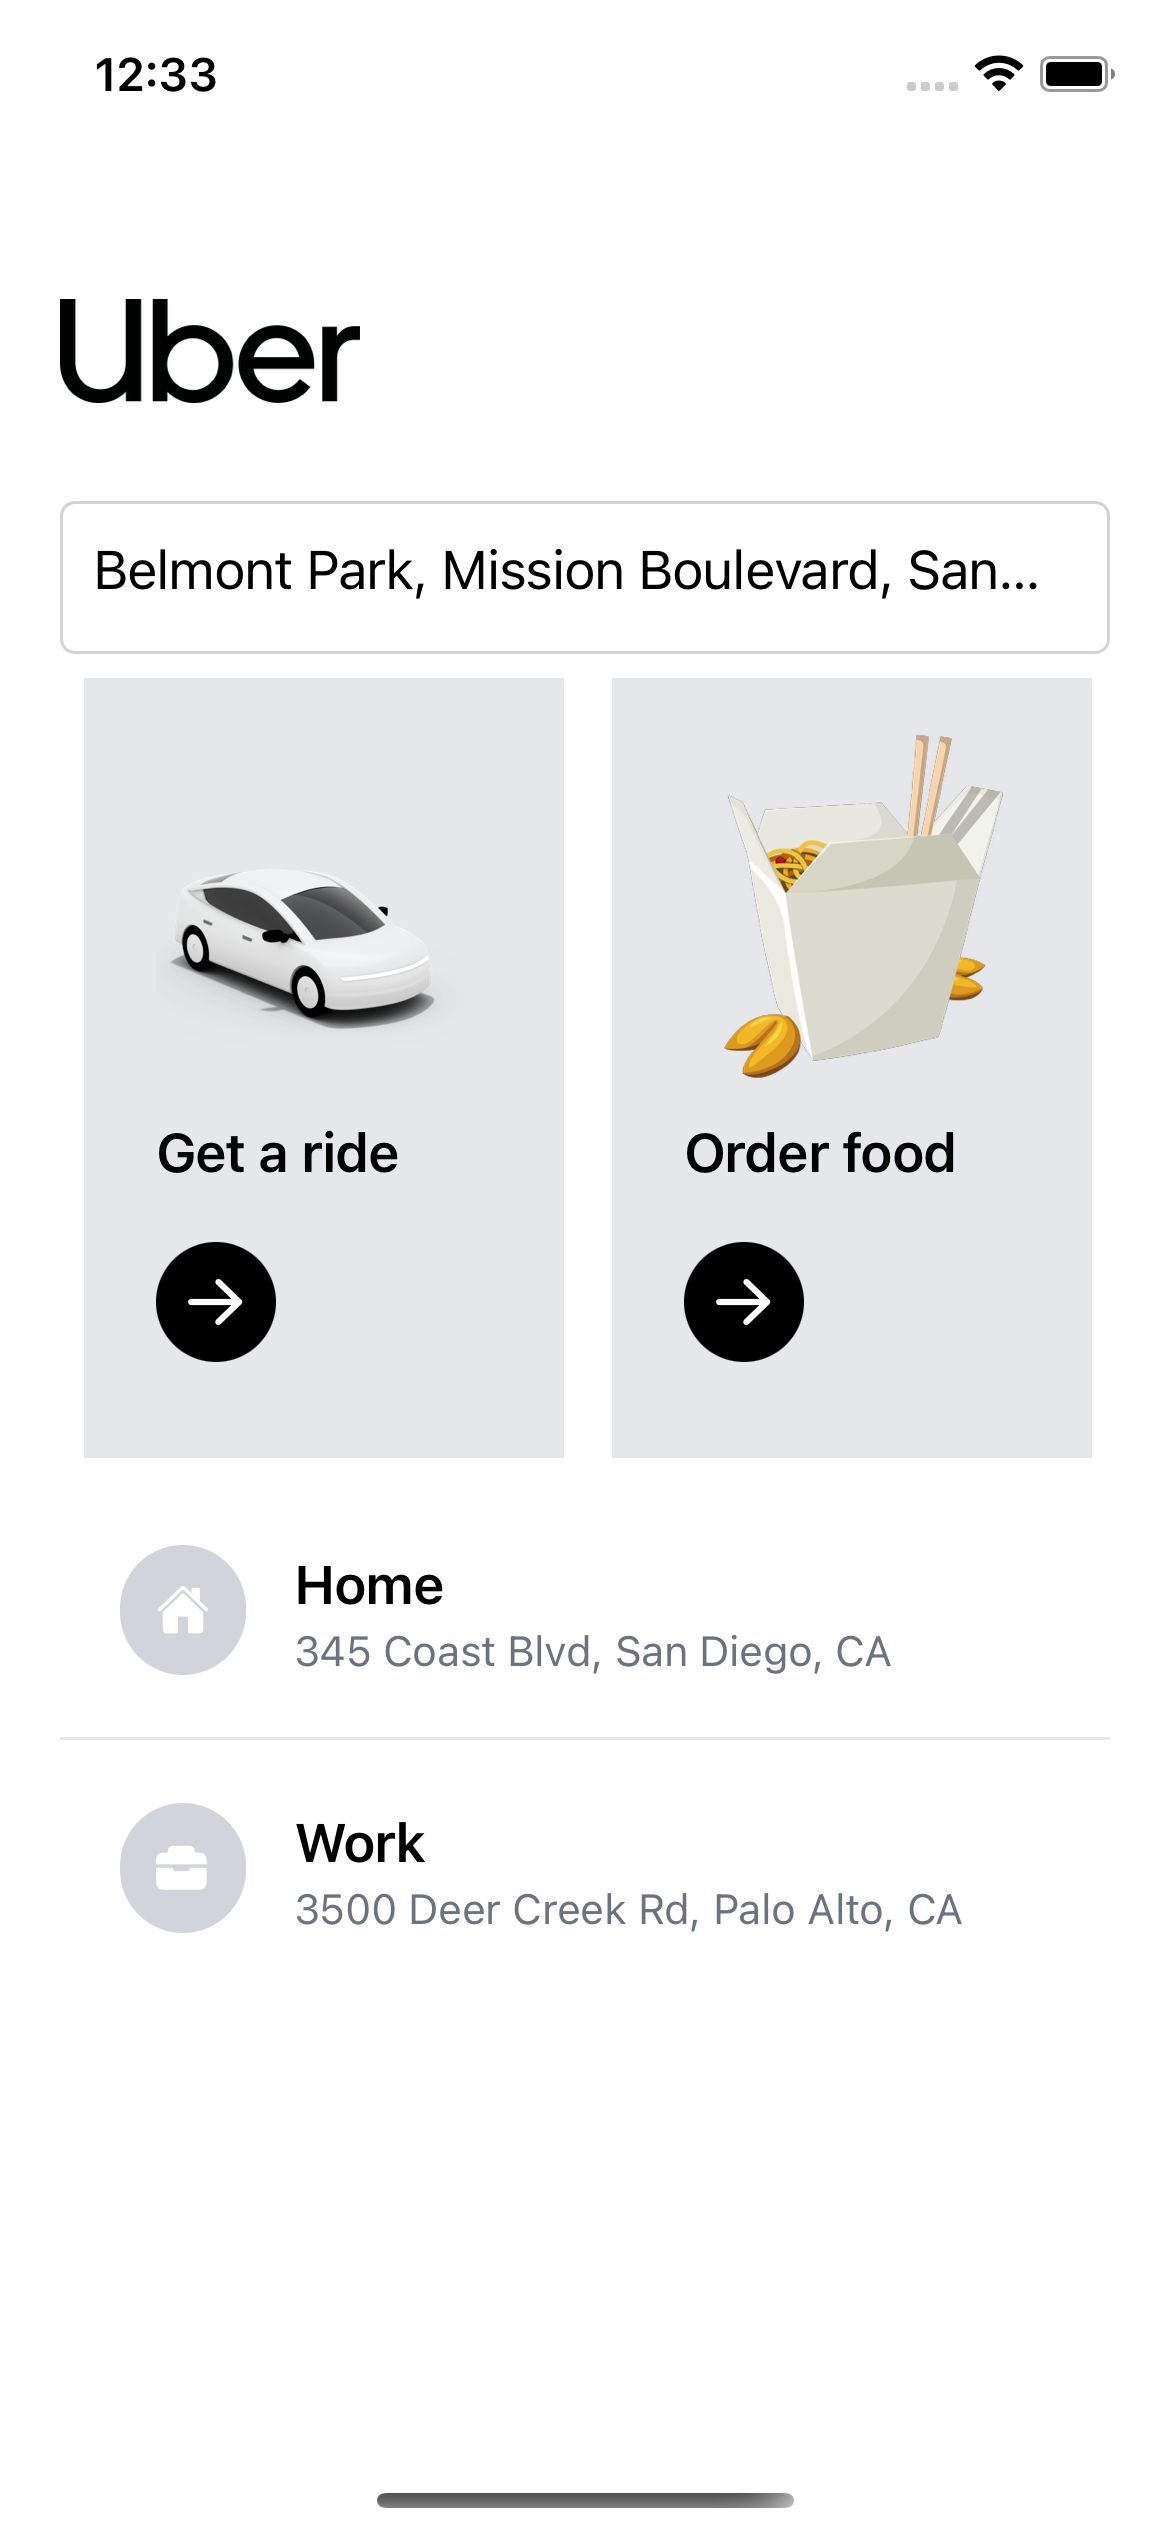 12:33
Uber
Belmont Park, Mission Boulevard, San...
Get a ride
Order food
Home
345 Coast Blvd, San Diego, CA
Work
3500 Deer Creek Rd, Palo Alto, CA